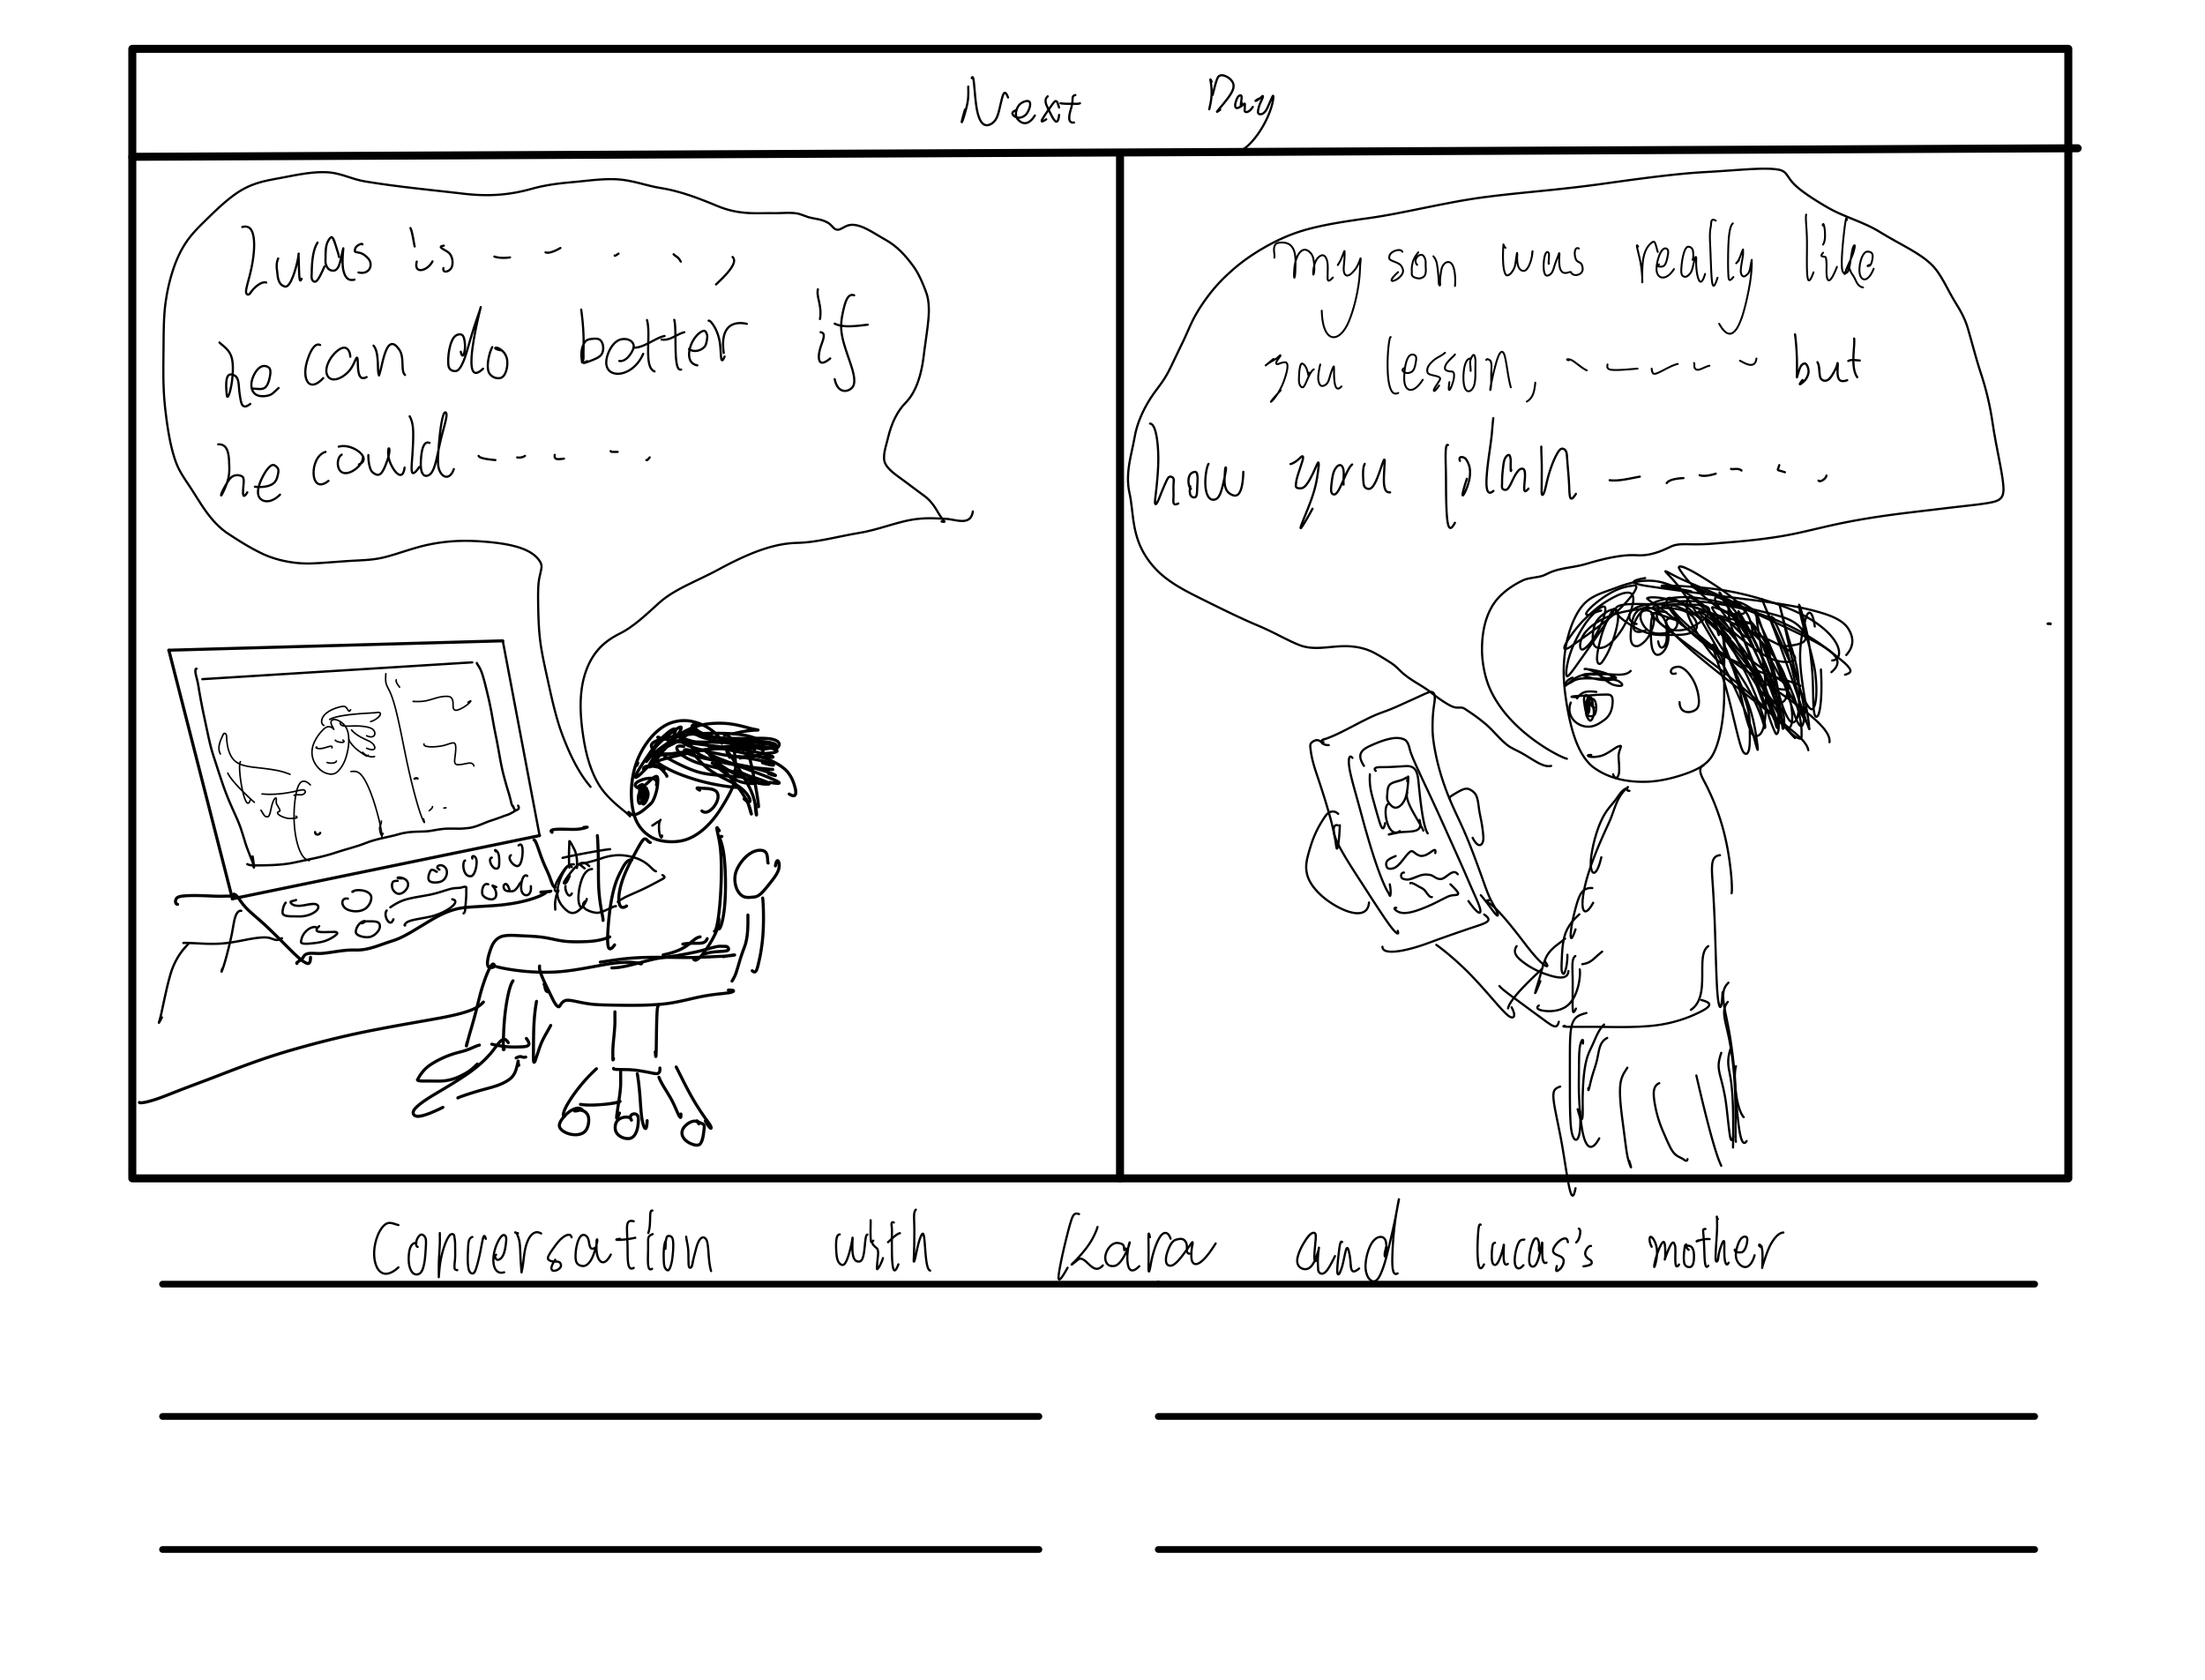 Next Day
Lucas is - - - - ,
he can do better if
he could - - - - -
my son was really like
you lesson, - - - - - but
how you plan - - - - -
Conversation with Lana and lucas's mother